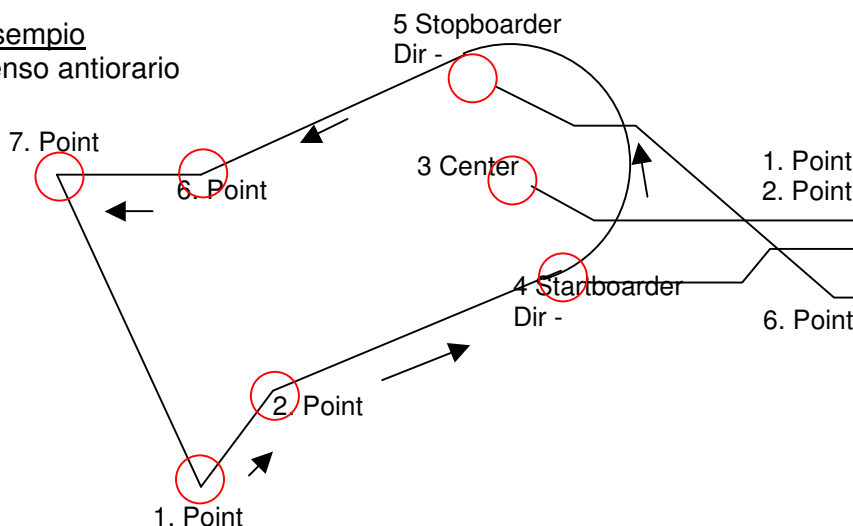 sempio
enso antiorario
5 Stopboarder
Dir -
7. Point
6. Point
3 Center
1. Point
2. Point
4 Startboarder
Dir -
6. Point
2. Point
1. Point